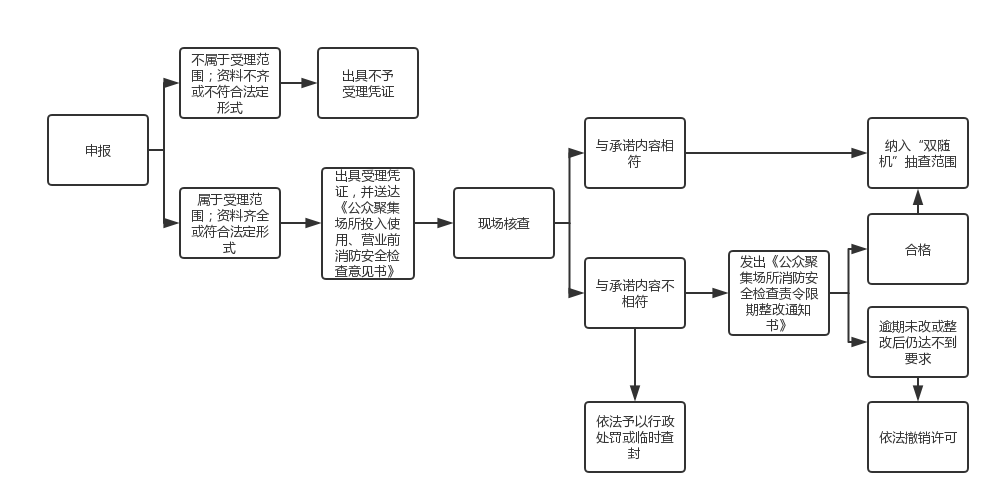 申报
不属于受理范
围；资料不齐
或不符合法定
形式
出具不予
受理凭证
属于受理范
围；资料齐全
或符合法定形
式
出具受理凭
证，并送达
《公众聚集
场所投入使
用、营业前
消防安全检
查意见书》
现场核查
与承诺内容相
符
纳入“双随
机”抽查范围
与承诺内容不
相符
发出《公众聚
集场所消防安
全检查责令限
期整改通知
书》
合格
逾期未改或整
改后仍达不到
要求
依法予以行政
处罚或临时查
封
依法撤销许可